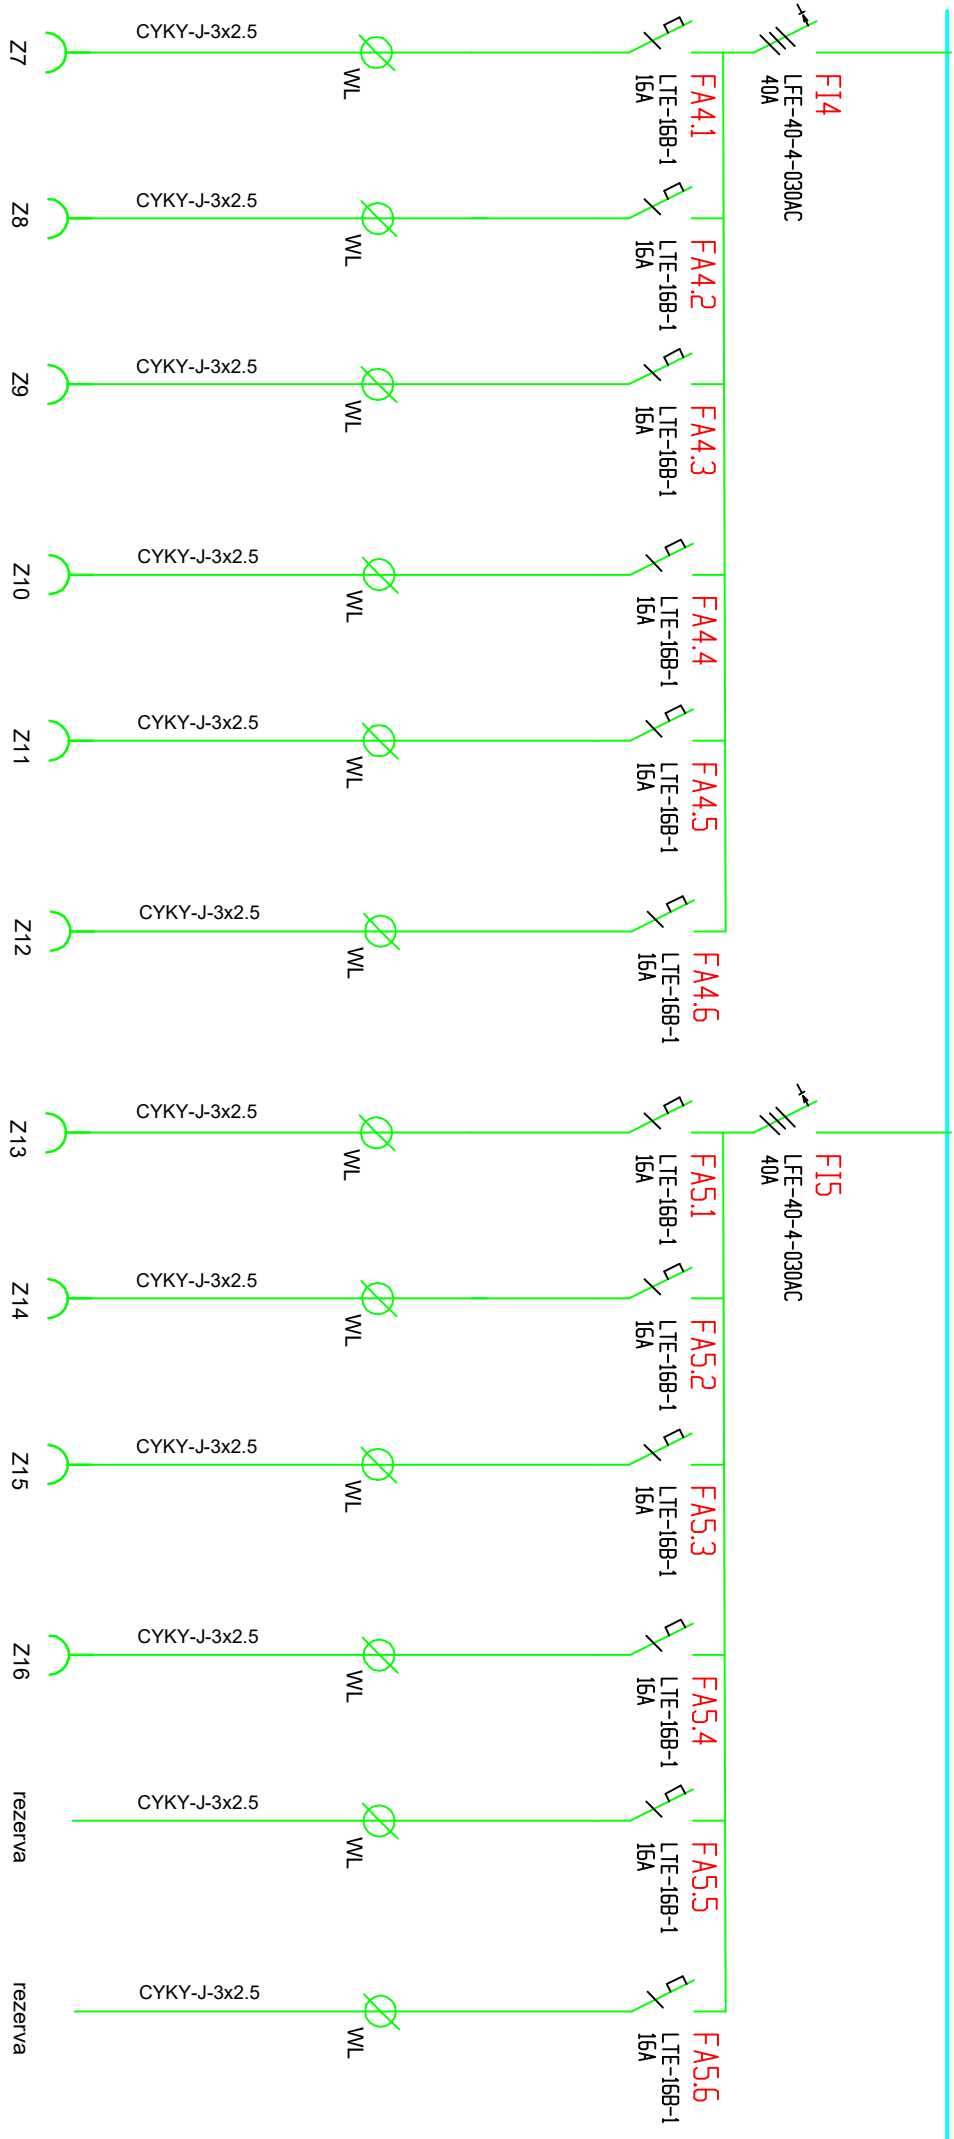 FI4
LFE-40-4-030AC
40A
FA4.1
LTE-16B-1
16A
WL
CYKY-J-3x2.5
Z7
FA4.2
LTE-16B-1
16A
WL
CYKY-J-3x2.5
Z8
FA4.3
LTE-16B-1
16A
WL
CYKY-J-3x2.5
Z9
FA4.4
LTE-16B-1
16A
WL
CYKY-J-3x2.5
Z10
FA4.5
LTE-16B-1
16A
WL
CYKY-J-3x2.5
Z11
FA4.6
LTE-16B-1
16A
WL
CYKY-J-3x2.5
Z12
FI5
LFE-40-4-030AC
40A
FA5.1
LTE-16B-1
16A
WL
CYKY-J-3x2.5
Z13
FA5.2
LTE-16B-1
16A
WL
CYKY-J-3x2.5
Z14
FA5.3
LTE-16B-1
16A
WL
CYKY-J-3x2.5
Z15
FA5.4
LTE-16B-1
16A
WL
CYKY-J-3x2.5
Z16
FA5.5
LTE-16B-1
16A
WL
CYKY-J-3x2.5
rezerva
FA5.6
LTE-16B-1
16A
WL
CYKY-J-3x2.5
rezerva